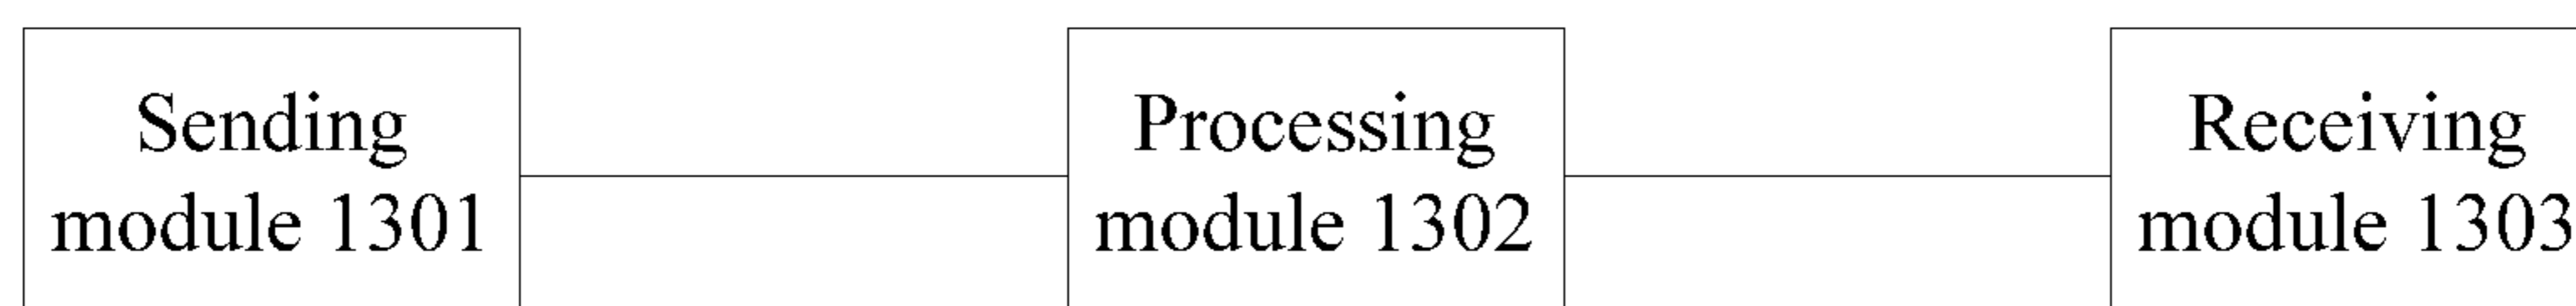 Sending
module 1301
Processing
module 1302
Receiving
module 1303